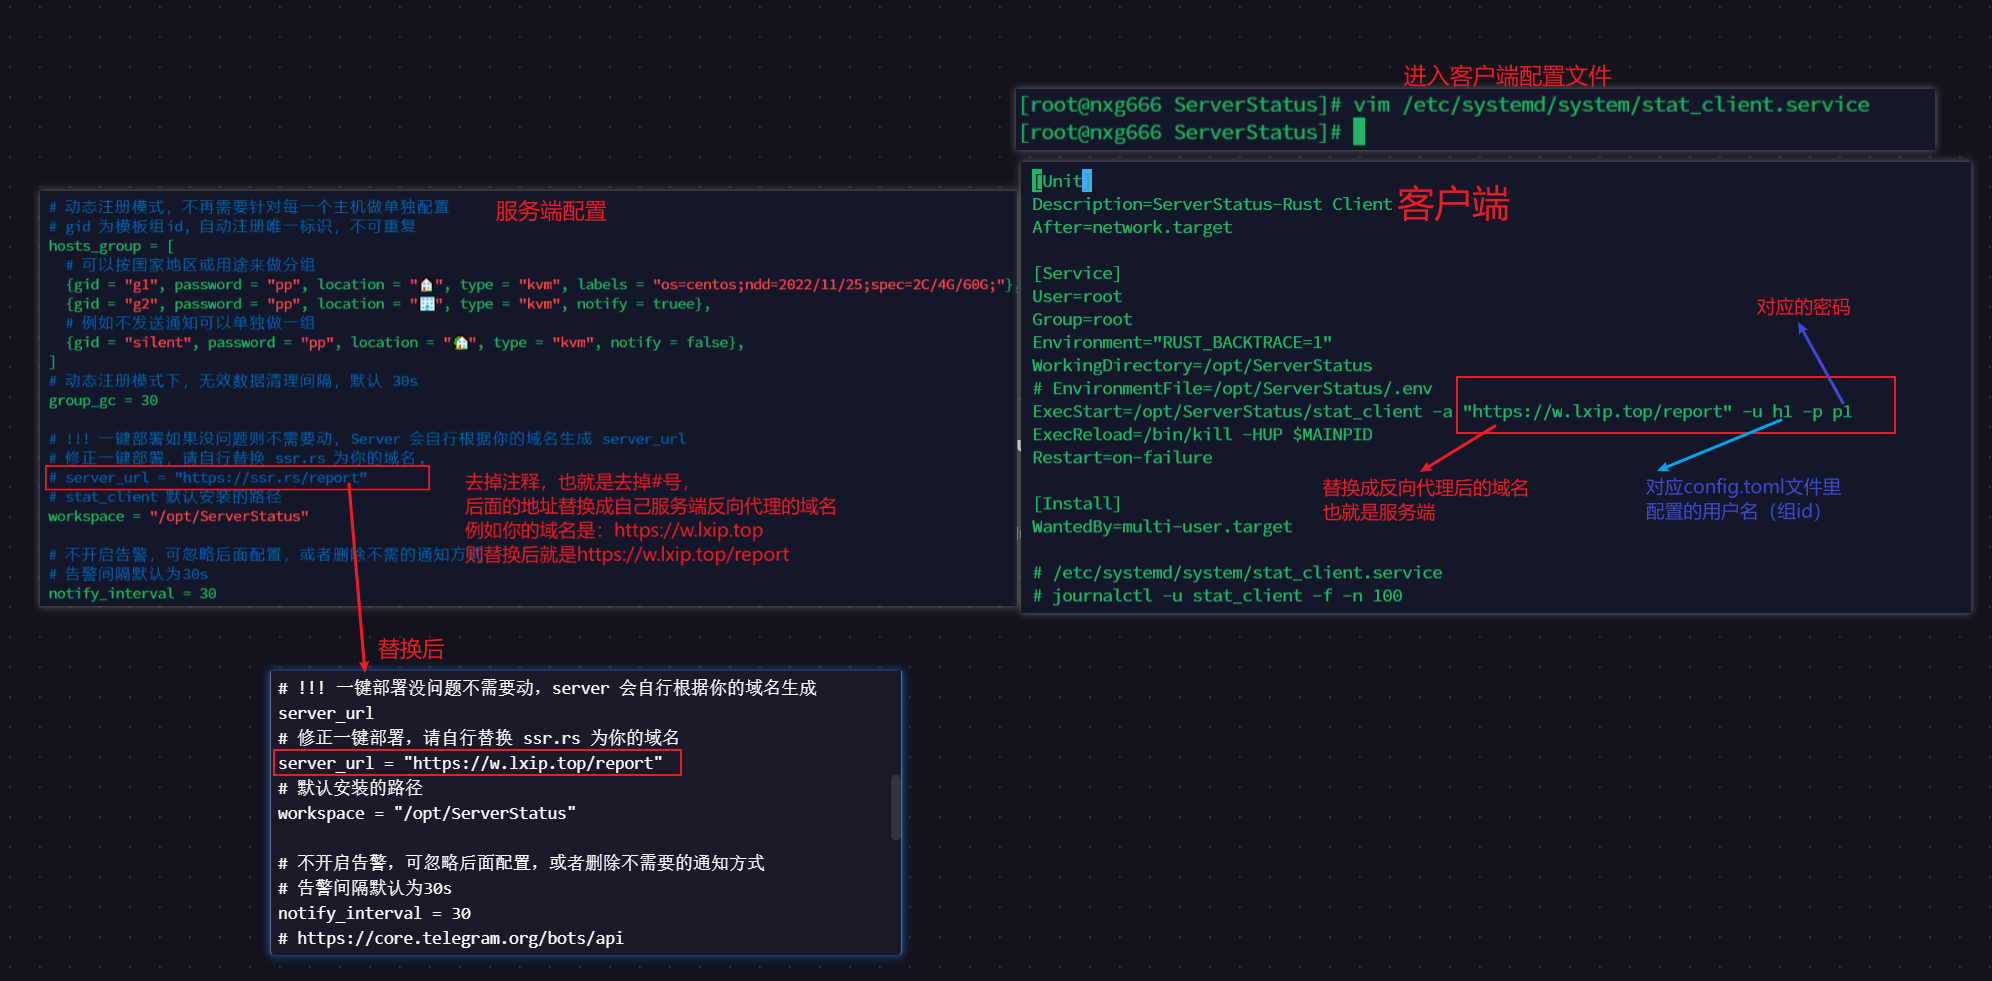 进入客户端配置文件
[root@nxg666 ServerStatus]# vim /etc/systemd/system/stat_client.service
[root@nxg666 ServerStatus]#
服务端配置
# 动态注册模式，不再需要针对每一个主机做单独配置
# gid 为模板组id，自动注册唯一标识，不可重复
hosts_group = [
# 可以按国家地区或用途来做分组
{gid = "g1", password = "pp", location = "🏠", type = "kvm", labels = "os=centos;ndd=2022/11/25;spec=2C/4G/60G;"},
{gid = "g2", password = "pp", location = "🏢", type = "kvm", notify = truee},
# 例如不发送通知可以单独做一组
{gid = "silent", password = "pp", location = "🏡", type = "kvm", notify = false},
]
# 动态注册模式下，无效数据清理间隔，默认 30s
group_gc = 30
# !!! 一键部署如果没问题则不需要动，Server 会自行根据你的域名生成 server_url
# 修正一键部署，请自行替换 ssr.rs 为你的域名，
# server_url = "https://ssr.rs/report"
# stat_client 默认安装的路径
workspace = "/opt/ServerStatus"
# 不开启告警，可忽略后面配置，或者删除不需的通知方
# 告警间隔默认为30s
notify_interval = 30
去掉注释，也就是去掉#号，
后面的地址替换成自己服务端反向代理的域名
例如你的域名是：https://w.lxip.top
则替换后就是https://w.lxip.top/report
替换后
# !!! 一键部署没问题不需要动，server 会自行根据你的域名生成
server_url
# 修正一键部署，请自行替换 ssr.rs 为你的域名
server_url = "https://w.lxip.top/report"
# 默认安装的路径
workspace = "/opt/ServerStatus"
# 不开启告警，可忽略后面配置，或者删除不需要的通知方式
# 告警间隔默认为30s
notify_interval = 30
# https://core.telegram.org/bots/api
客户端
[Unit]
Description=ServerStatus-Rust Client
After=network.target
[Service]
User=root
Group=root
Environment="RUST_BACKTRACE=1"
WorkingDirectory=/opt/ServerStatus
# EnvironmentFile=/opt/ServerStatus/.env
ExecStart=/opt/ServerStatus/stat_client -a "https://w.lxip.top/report" -u h1 -p p1
ExecReload=/bin/kill -HUP $MAINPID
Restart=on-failure
[Install]
WantedBy=multi-user.target
# /etc/systemd/system/stat_client.service
# journalctl -u stat_client -f -n 100
对应的密码
替换成反向代理后的域名
也就是服务端
对应config.toml文件里
配置的用户名（组id）